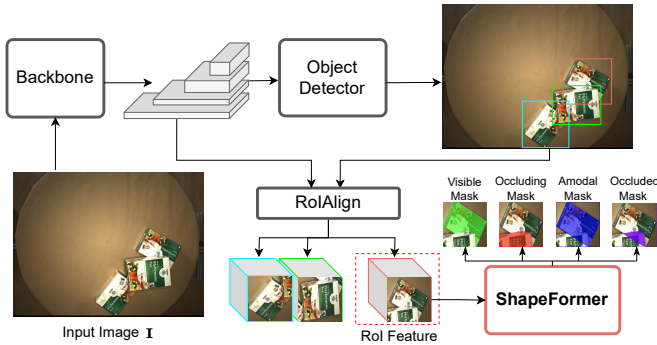 Backbone
Object
Detector
RoIAlign
Visible
Mask
Occluding
Mask
Amodal
Mask
Occluded
Mask
ShapeFormer
Input Image I
RoI Feature